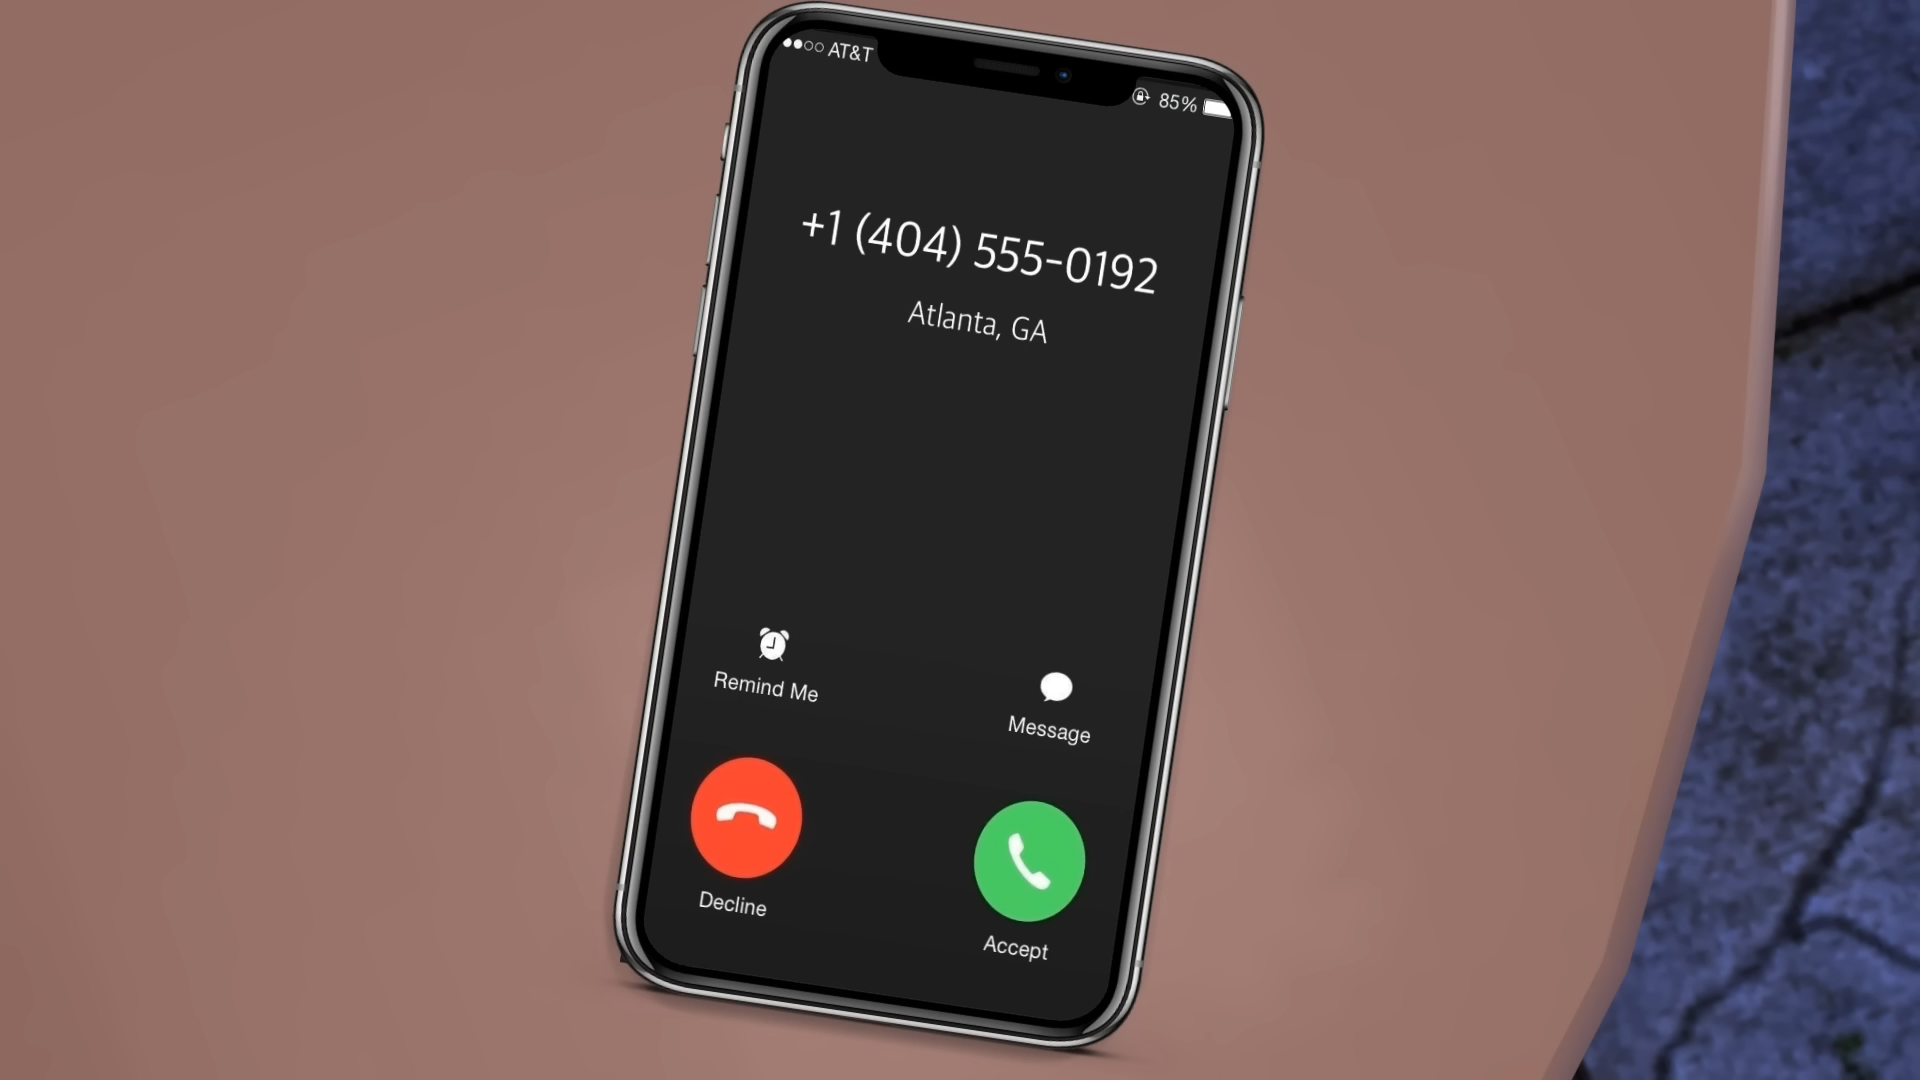 AT&T
85%
+1 (404) 555-0192
Atlanta, GA
Remind Me
Message
Decline
Accept